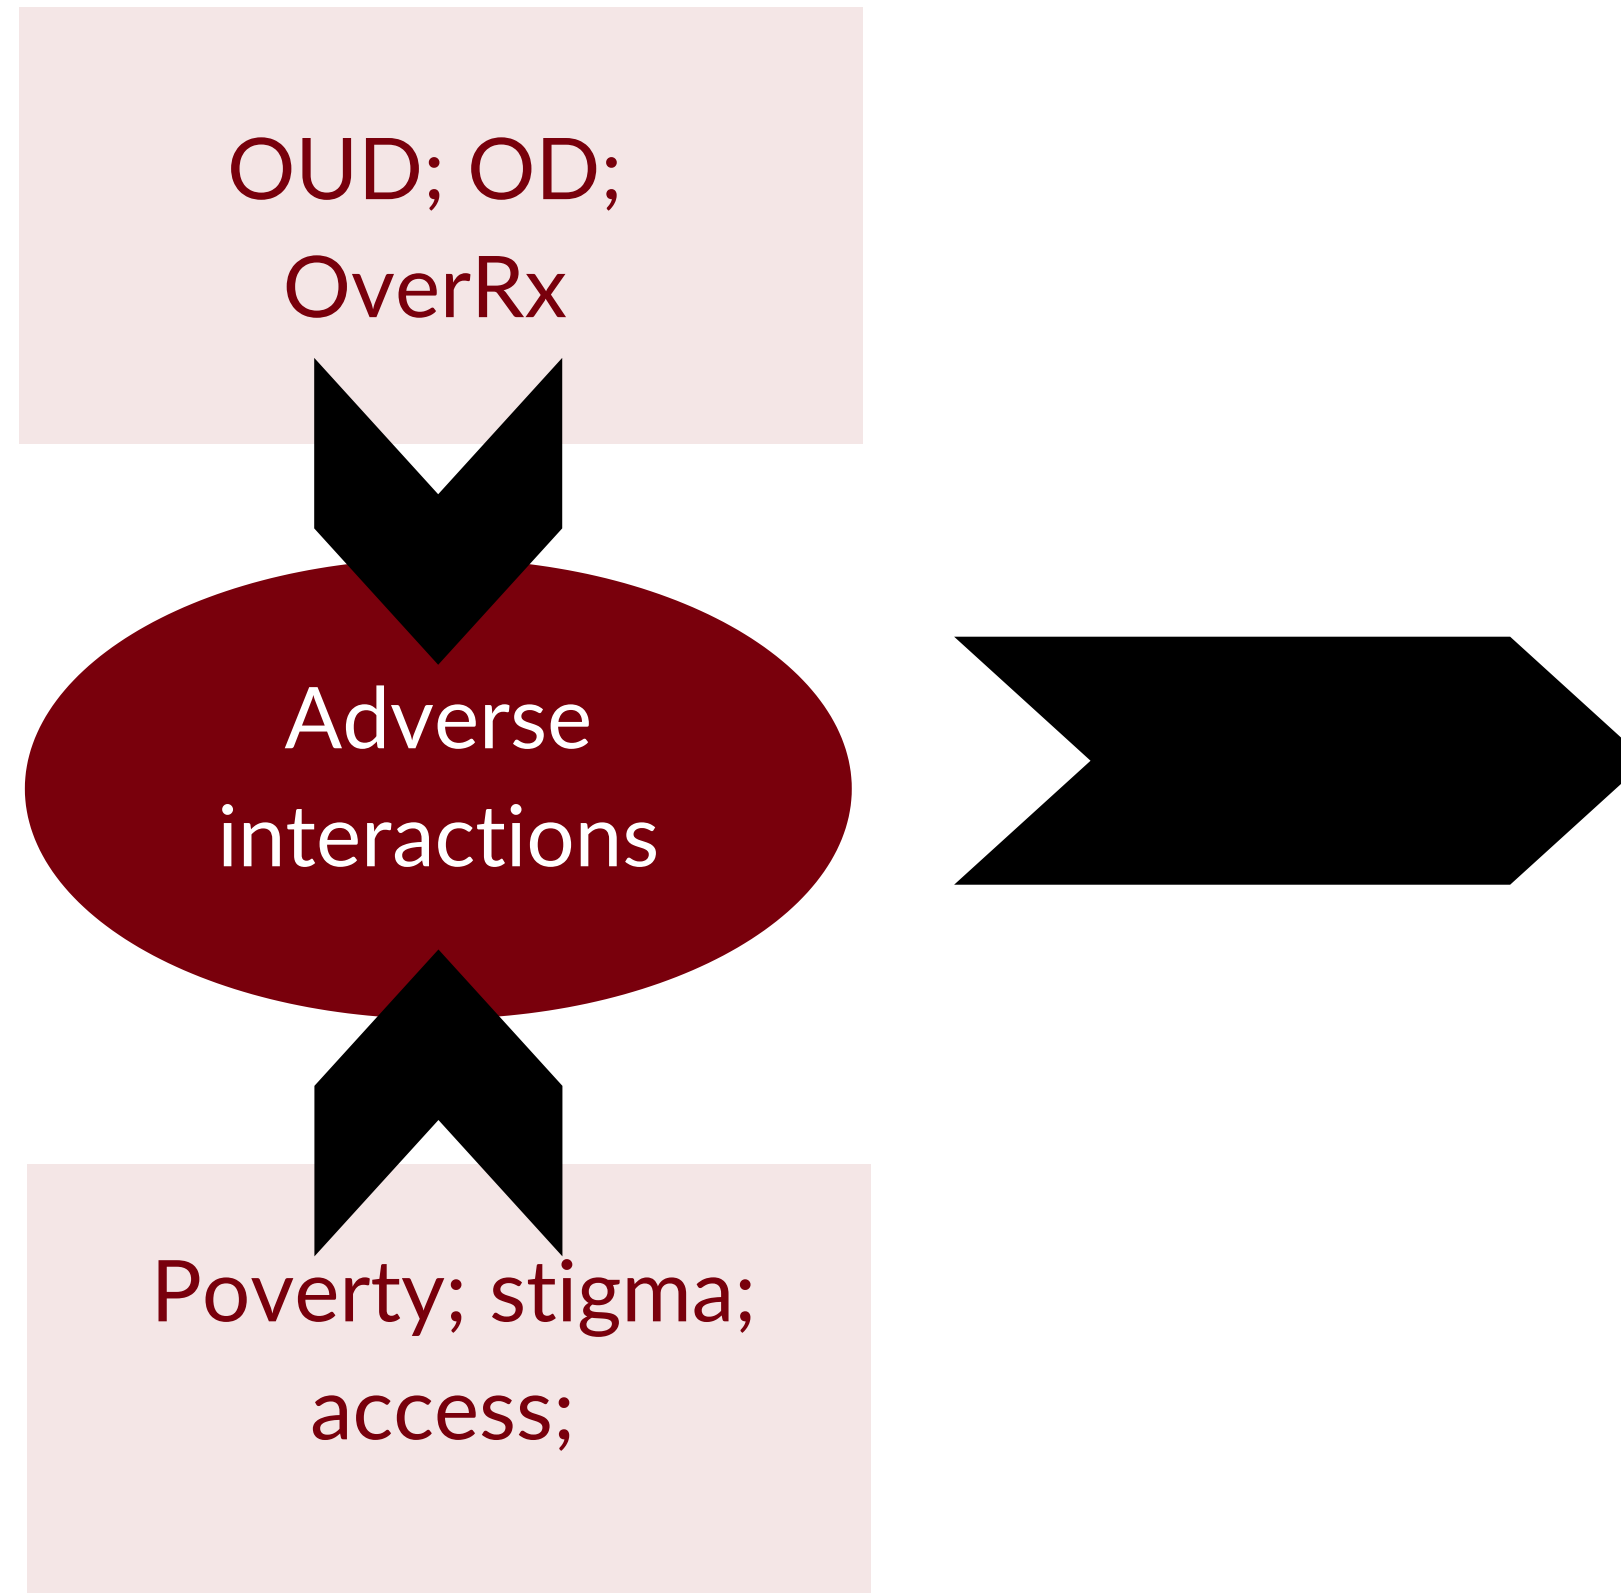 OUD; OD;
OverRx
Adverse
interactions
Poverty; stigma;
access;